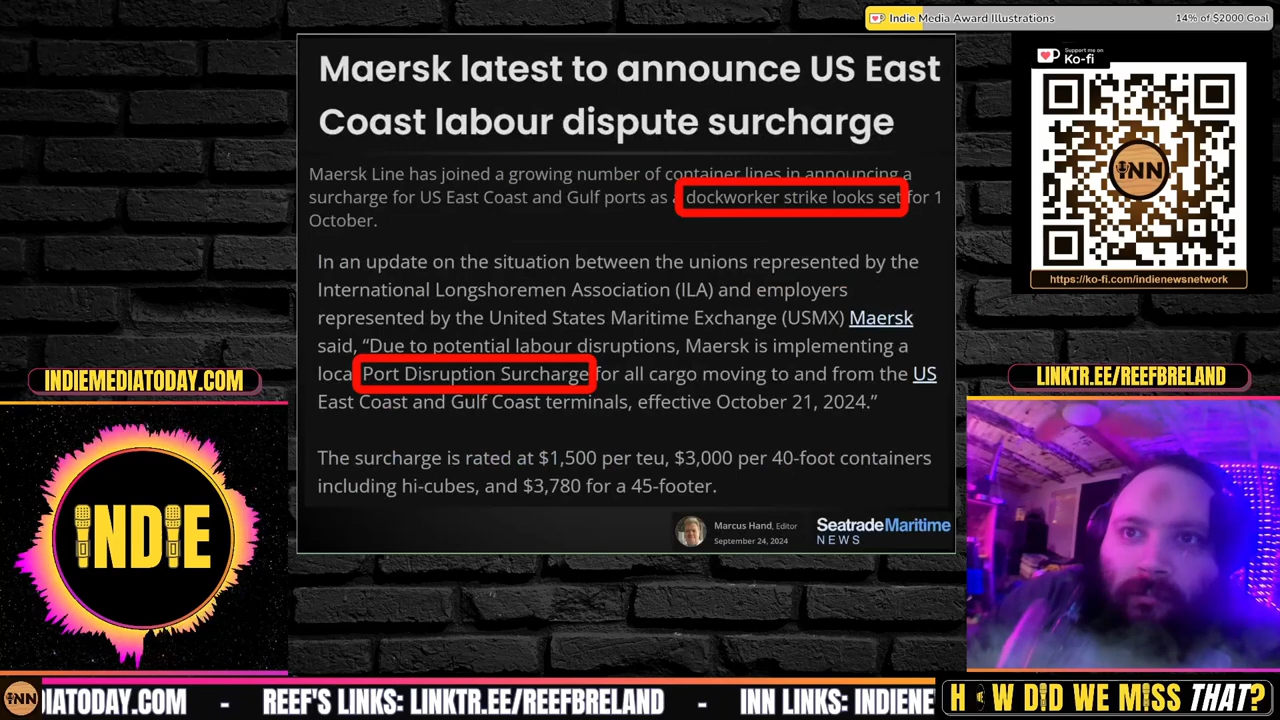 Indie Media Award Illustrations
14% of $2000 Goal
Maersk latest to announce US East
Coast labour dispute surcharge
Maersk Line has joined a growing number of container lines in announcing a
surcharge for US East Coast and Gulf ports as a dockworker strike looks set for 1
October.
In an update on the situation between the unions represented by the
International Longshremen Association (ILA) and employers
represented by the United States Maritime Exchange (USMX) Maersk
said, “Due to potential labour disruptions, Maersk is implementing a
local Port Disruption Surcharge for all cargo moving to and from the US
East Coast and Gulf Coast terminals, effective October 21, 2024.”
The surcharge is rated at $1,500 per teu, $3,000 per 40-foot containers
including hi-cubes, and $3,780 for a 45-footer.
Marcus Hand, Editor
September 24, 2024
SeatradeMaritime
NEWS
Support me on
Ko-fi
iNN
https://ko-fi.com/indienewsnetwork
INDIEMEDIATODAY.COM
LINKTR.EE/REEFBRELAND
iNDiE
iNN
DIATODAY.COM - REEF'S LINKS: LINKTR.EE/REEFBRELAND - INN LINKS: INDIENE
HOW DiD WE MiSS THAT?